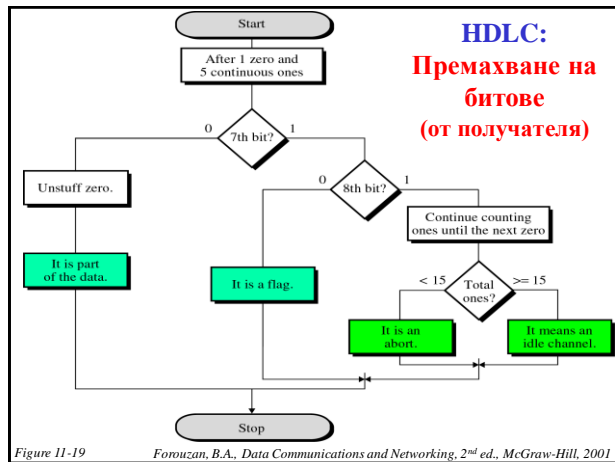 Start
HDLC:
Премахване на
битове
(от получателя)
After 1 zero and
5 continuous ones
0
7th bit?
1
Unstuff zero.
0
8th bit?
1
Continue counting
ones until the next zero
It is part
of the data.
It is a flag.
< 15
Total
ones?
>= 15
It is an
abort.
It means an
idle channel.
Stop
Figure 11-19
Forouzan, B.A., Data Communications and Networking, 2nd ed., McGraw-Hill, 2001